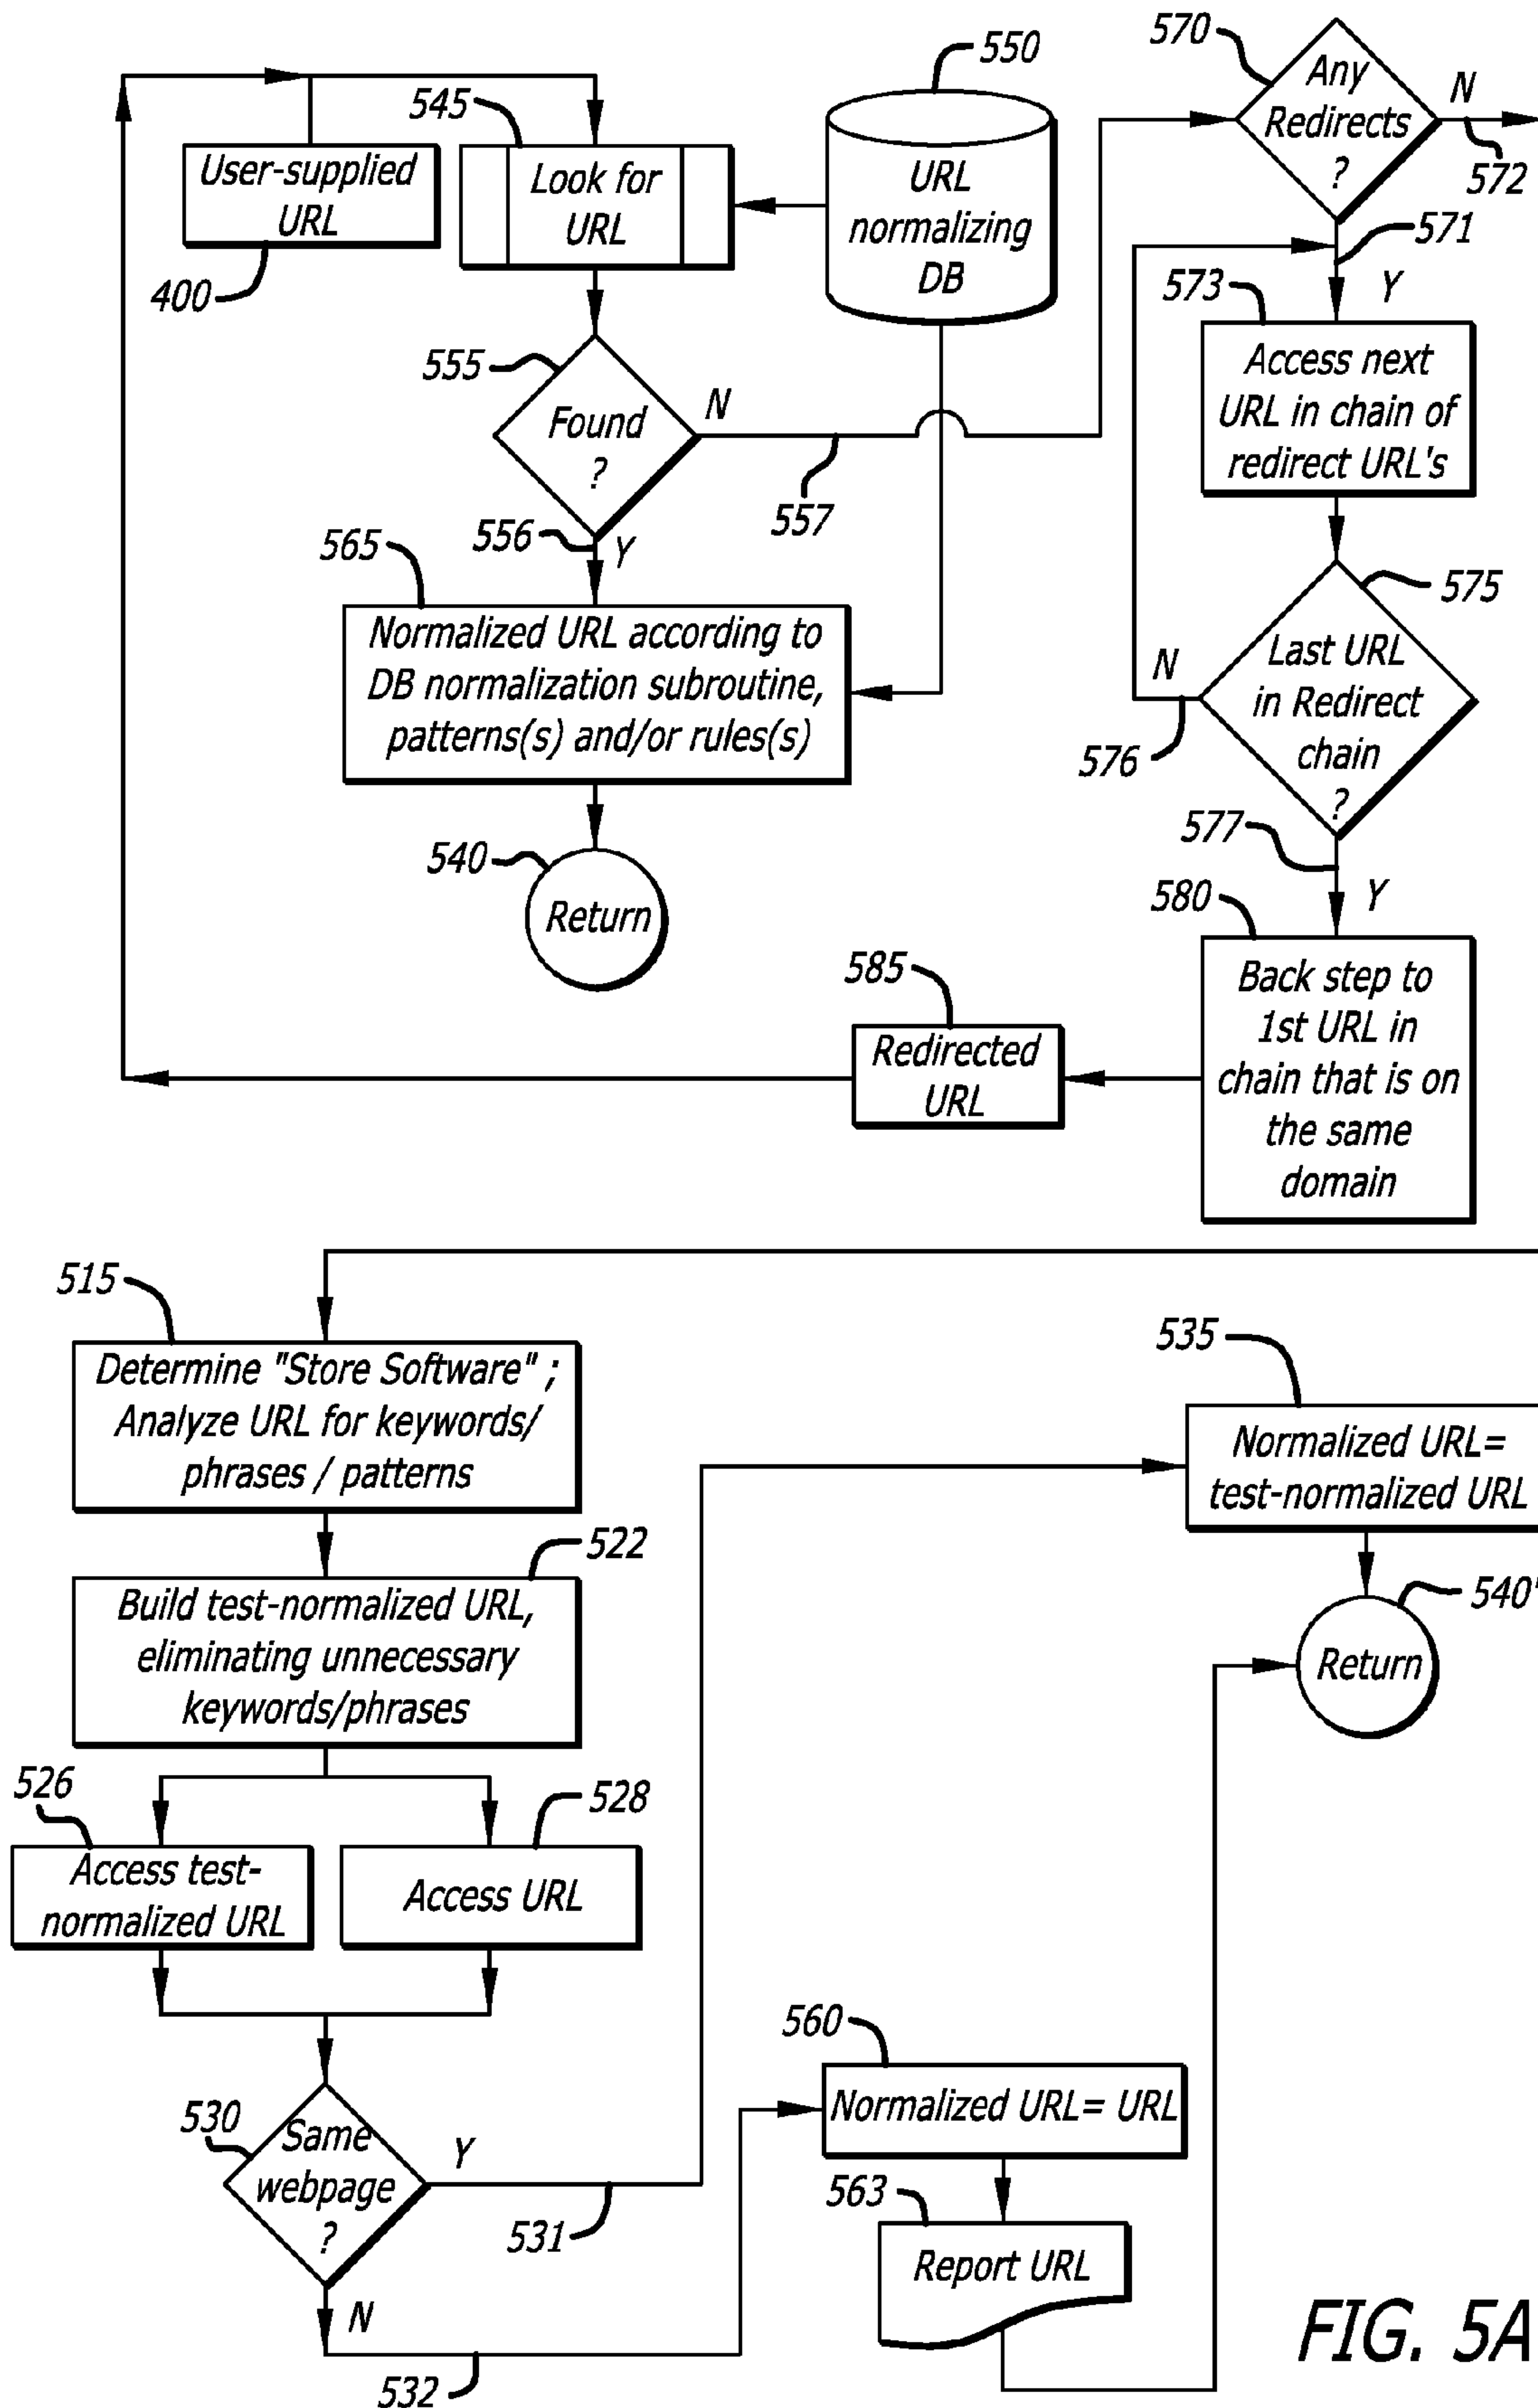 550
570
Any
Redirects
?
N
572
545
User-supplied
URL
400
Look for
URL
URL
normalizing
DB
571
Y
573
Access next
URL in chain of
redirect URL's
555
Found
?
N
557
556
Y
565
Normalized URL according to
DB normalization subroutine,
patterns(s) and/or rules(s)
575
Last URL
in Redirect
chain
?
N
576
577
Y
540
Return
580
Back step to
1st URL in
chain that is on
the same
domain
585
Redirected
URL
515
Determine "Store Software" ;
Analyze URL for keywords/
phrases / patterns
535
Normalized URL=
test-normalized URL
522
Build test-normalized URL,
eliminating unnecessary
keywords/phrases
540'
Return
526
Access test-
normalized URL
528
Access URL
530
Same
webpage
?
Y
531
N
532
560
Normalized URL= URL
563
Report URL
FIG. 5A